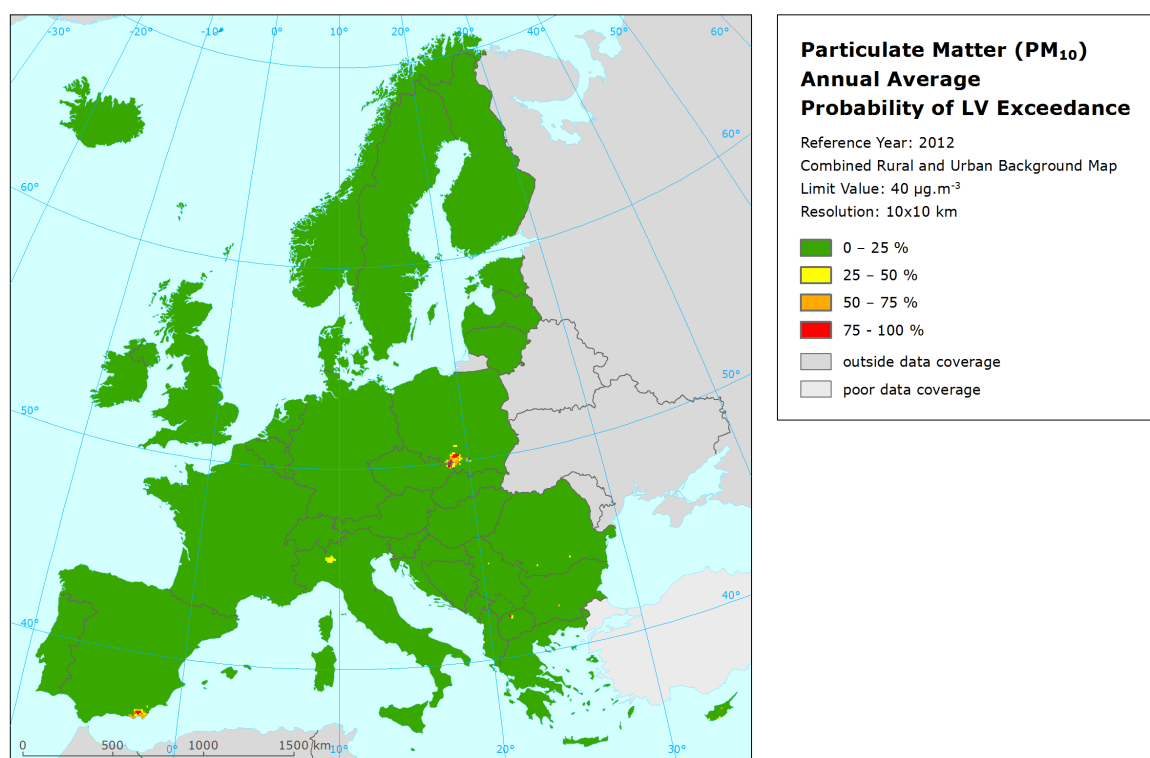 -30°
-20°
-10°
0°
10°
20°
30°
40°
50°
60°
60°
60°
50°
50°
40°
40°
0
500
1000
1500 km
0°
10°
20°
30°
Particulate Matter (PM₁₀)
Annual Average
Probability of LV Exceedance
Reference Year: 2012
Combined Rural and Urban Background Map
Limit Value: 40 µg.m⁻³
Resolution: 10x10 km
0 – 25 %
25 – 50 %
50 – 75 %
75 - 100 %
outside data coverage
poor data coverage